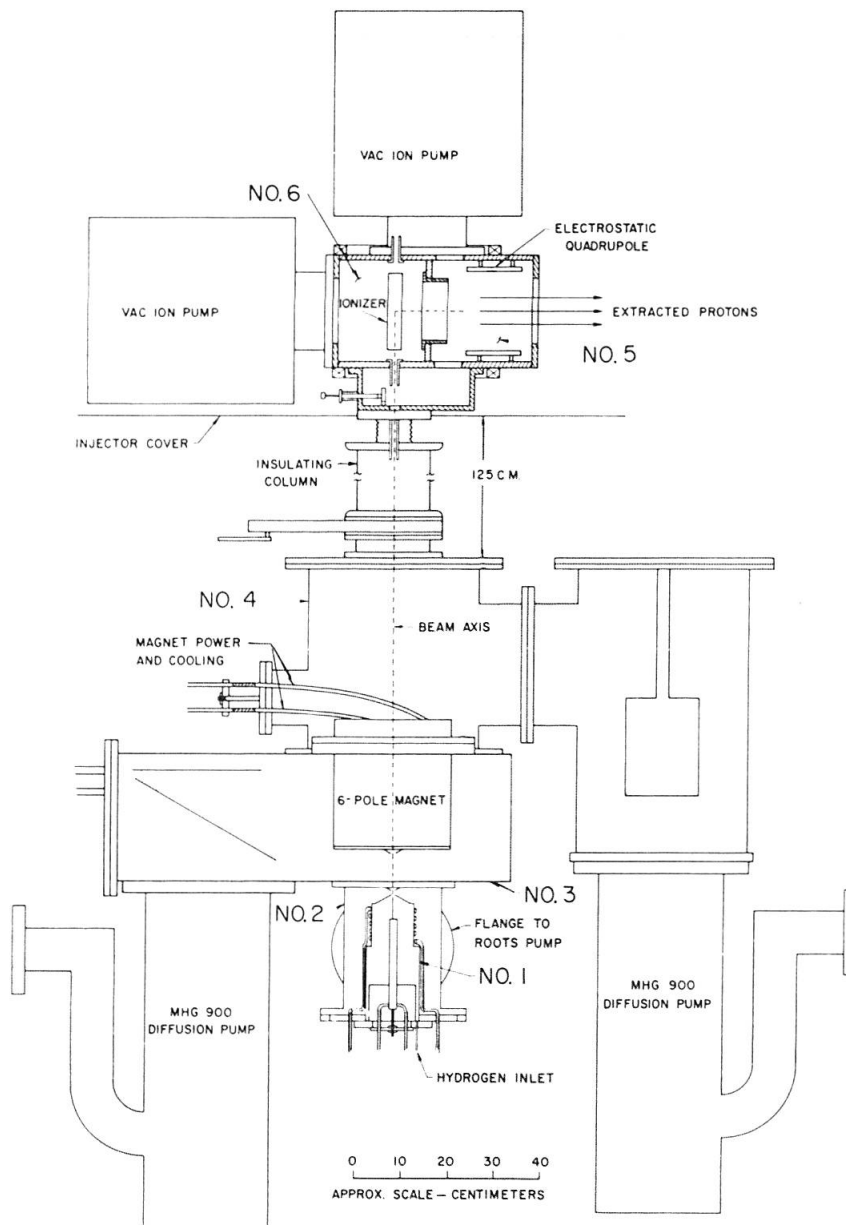 VAC ION PUMP
NO. 6
ELECTROSTATIC
QUADRUPOLE
VAC ION PUMP
IONIZER
EXTRACTED PROTONS
NO. 5
INJECTOR COVER
INSULATING
COLUMN
125 C M.
NO. 4
BEAM AXIS
MAGNET POWER
AND COOLING
6-POLE MAGNET
NO. 3
NO. 2
FLANGE TO
ROOTS PUMP
NO. 1
MHG 900
DIFFUSION PUMP
MHG 900
DIFFUSION PUMP
HYDROGEN INLET
0 10 20 30 40
APPROX. SCALE — CENTIMETERS